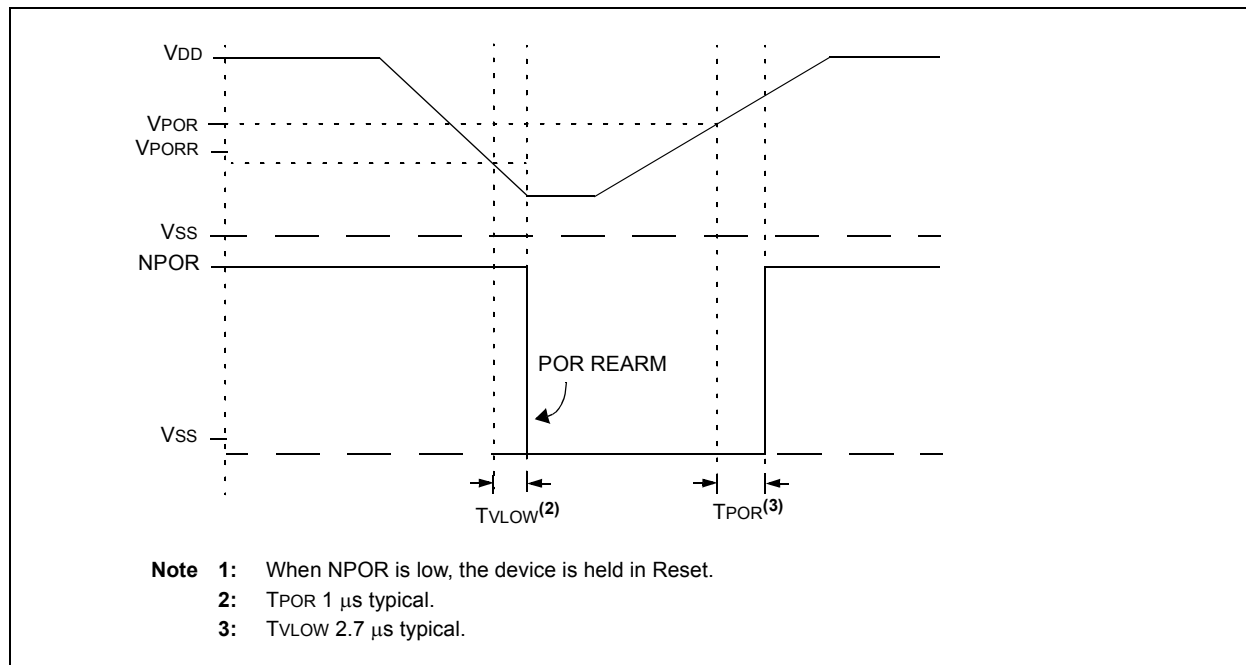 VDD
VPOR
VPORR
VSS
NPOR
POR REARM
VSS
TVLOW(2)
TPOR(3)
Note 1: When NPOR is low, the device is held in Reset.
2: TPOR 1 μs typical.
3: TVLOW 2.7 μs typical.